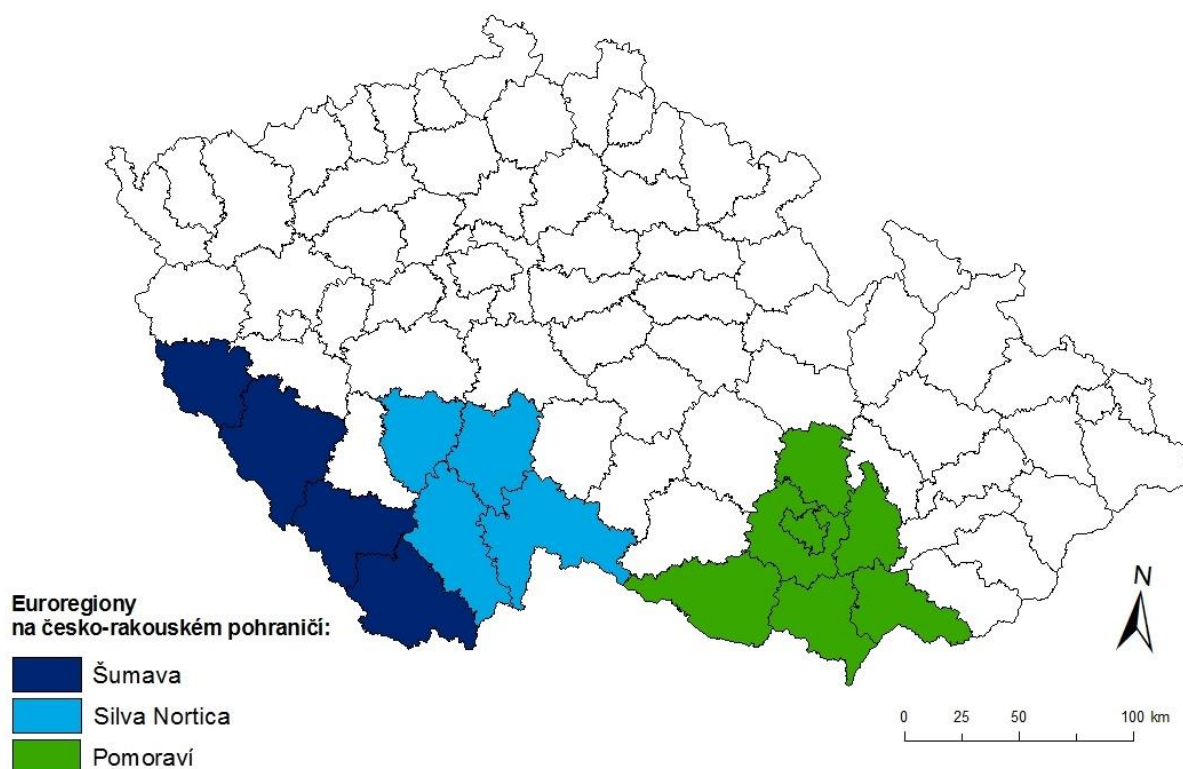 N
Euroregiony
na česko-rakouském pohraničí:
Šumava
Silva Nortica
Pomoraví
0 25 50 100 km